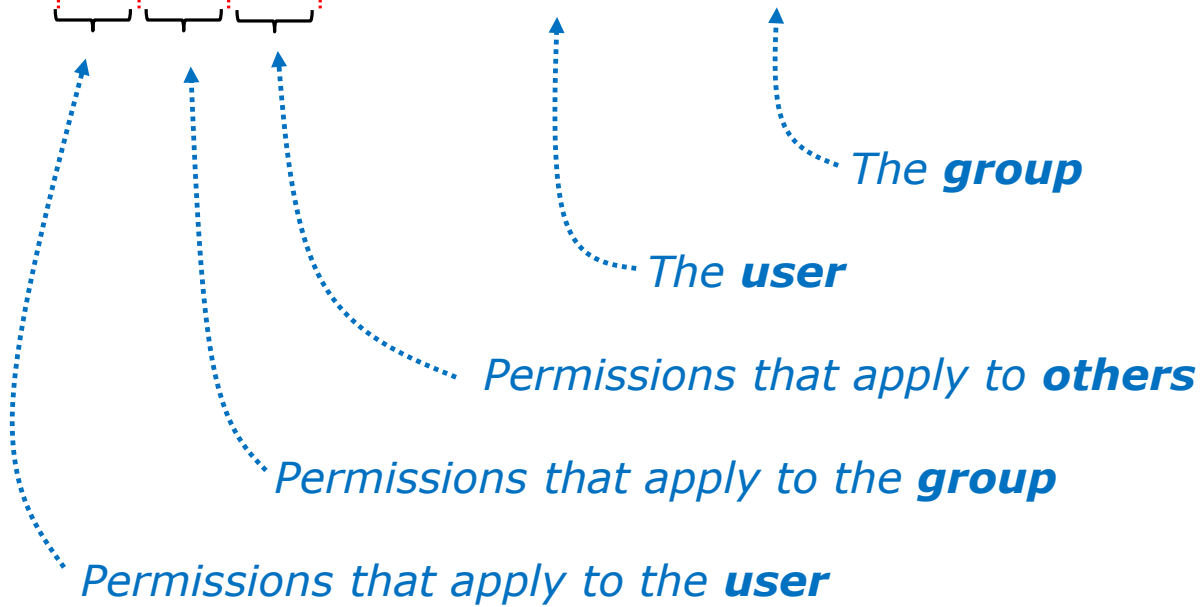 The group
The user
Permissions that apply to others
Permissions that apply to the group
Permissions that apply to the user